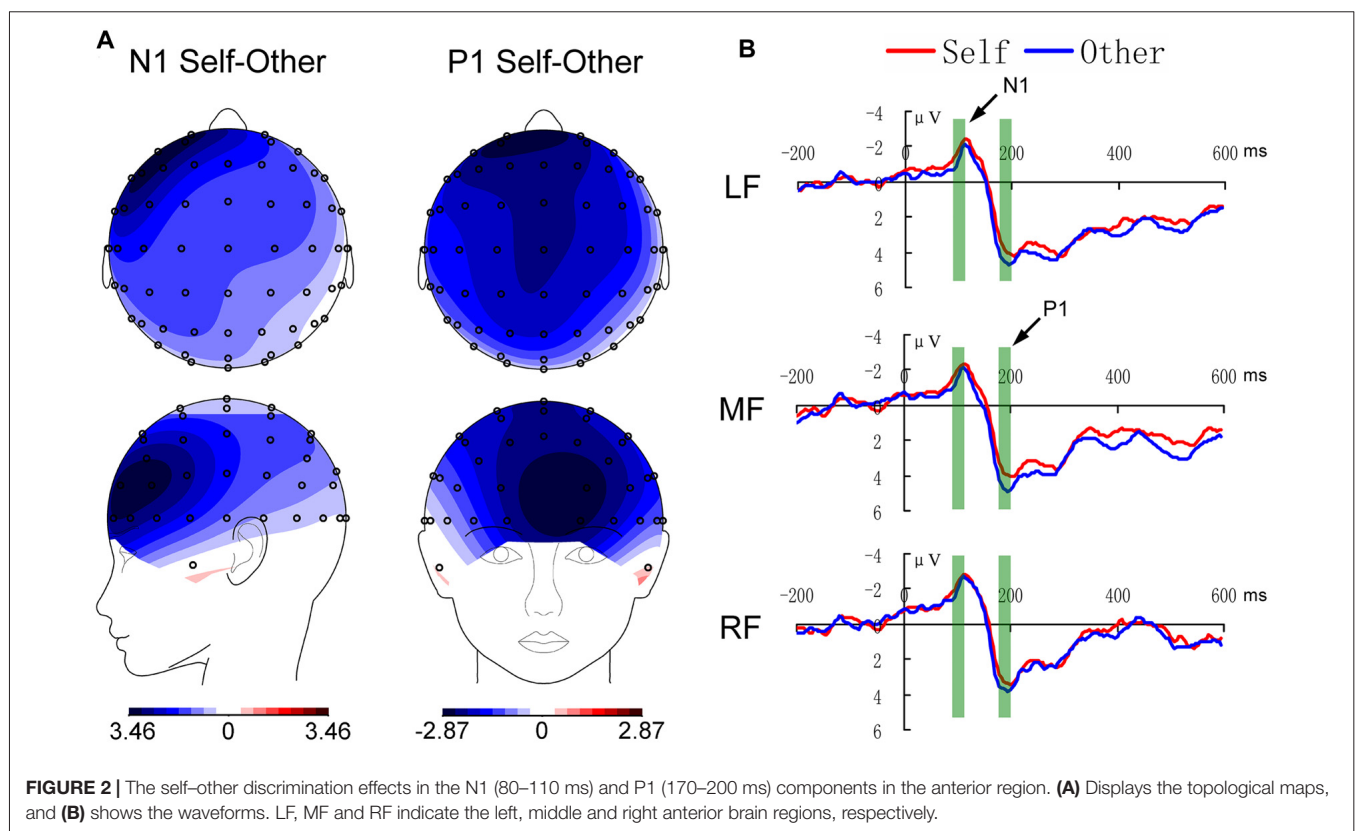 A
N1 Self-Other
P1 Self-Other
3.46 0 3.46
-2.87 0 2.87
B
Self Other
N1
-4
μ V
-2
-200 0 200 400 600 ms
LF
0
2
4
6
P1
-4
μ V
-2
-200 0 200 400 600 ms
MF
0
2
4
6
-4
μ V
-2
-200 0 200 400 600 ms
RF
0
2
4
6
FIGURE 2 | The self–other discrimination effects in the N1 (80–110 ms) and P1 (170–200 ms) components in the anterior region. (A) Displays the topological maps,
and (B) shows the waveforms. LF, MF and RF indicate the left, middle and right anterior brain regions, respectively.